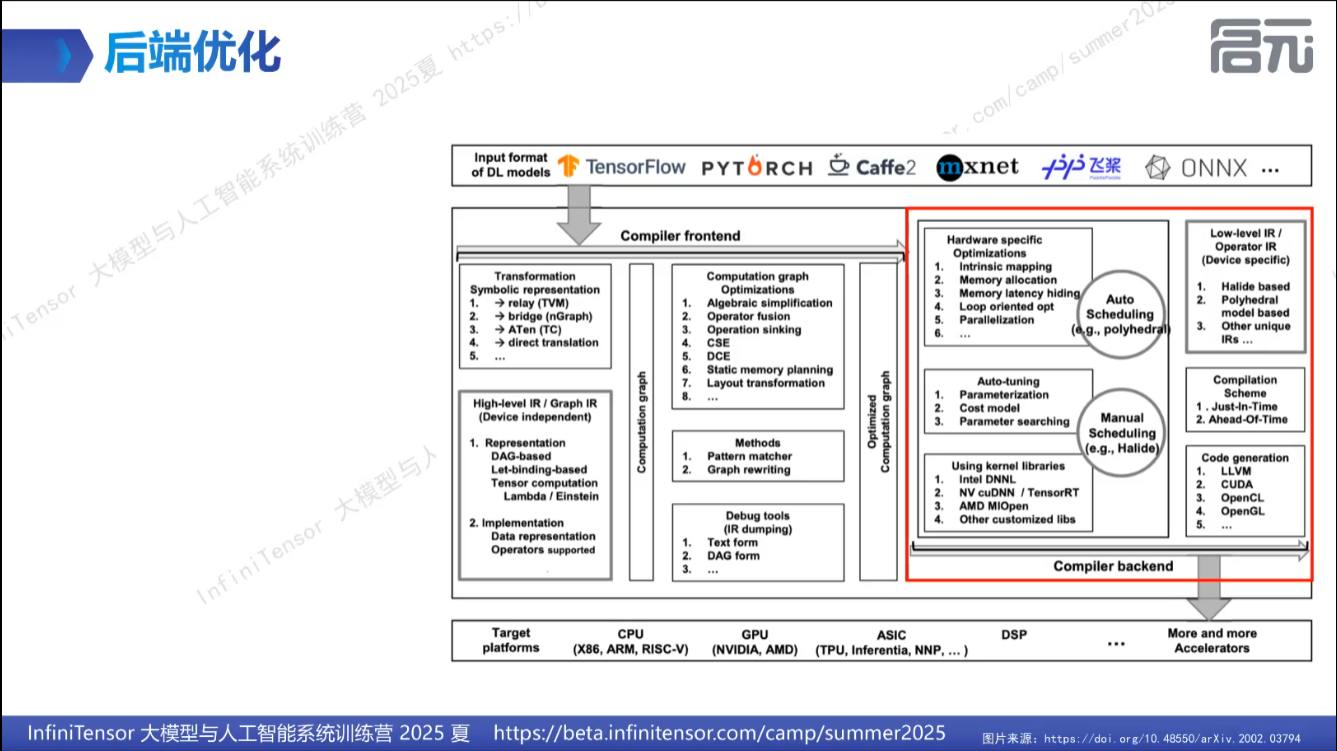 后端优化
启元
InfiniTensor 大模型与人工智能系统训练营 2025夏 https://b
or.com/camp/summer2025
Input format
of DL models
TensorFlow
PYTORCH
Caffe2
mxnet
飞桨
PaddlePaddle
ONNX
...
Compiler frontend
Transformation
Symbolic representation
1. → relay (TVM)
2. → bridge (nGraph)
3. → ATen (TC)
4. → direct translation
5. ...
High-level IR / Graph IR
(Device independent)
1. Representation
DAG-based
Let-binding-based
Tensor computation
Lambda / Einstein
2. Implementation
Data representation
Operators supported
Computation graph
Computation graph
Optimizations
1. Algebraic simplification
2. Operator fusion
3. Operation sinking
4. CSE
5. DCE
6. Static memory planning
7. Layout transformation
8. ...
Methods
1. Pattern matcher
2. Graph rewriting
Debug tools
(IR dumping)
1. Text form
2. DAG form
3. ...
Optimized
Computation graph
Hardware specific
Optimizations
1. Intrinsic mapping
2. Memory allocation
3. Memory latency hiding
4. Loop oriented opt
5. Parallelization
6. ...
Auto
Scheduling
(e.g., polyhedral)
Auto-tuning
1. Parameterization
2. Cost model
3. Parameter searching
Manual
Scheduling
(e.g., Halide)
Using kernel libraries
1. Intel DNNL
2. NV cuDNN / TensorRT
3. AMD MIOpen
4. Other customized libs
Low-level IR /
Operator IR
(Device specific)
1. Halide based
2. Polyhedral
model based
3. Other unique
IRs ...
Compilation
Scheme
1 . Just-In-Time
2. Ahead-Of-Time
Code generation
1. LLVM
2. CUDA
3. OpenCL
4. OpenGL
5. ...
Compiler backend
InfiniTensor 大模型与人
Target
platforms
CPU
(X86, ARM, RISC-V)
GPU
(NVIDIA, AMD)
ASIC
(TPU, Inferentia, NNP, ... )
DSP
...
More and more
Accelerators
InfiniTensor 大模型与人工智能系统训练营 2025 夏 https://beta.infinitensor.com/camp/summer2025
图片来源：https://doi.org/10.48550/arXiv.2002.03794